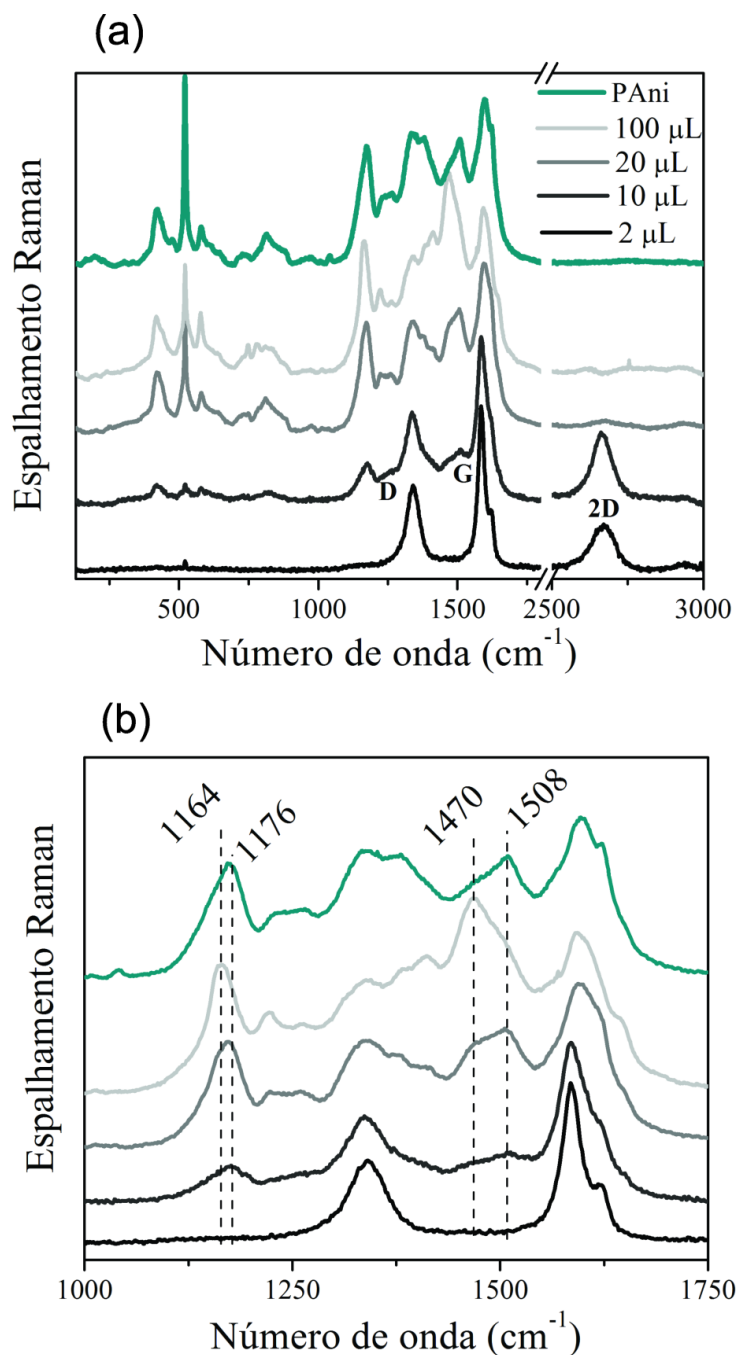 (a)
Espalhamento Raman
PAni
100 μL
20 μL
10 μL
2 μL
D
G
2D
500
1000
1500
2500
3000
Número de onda (cm⁻¹)
(b)
Espalhamento Raman
1164
1176
1470
1508
1000
1250
1500
1750
Número de onda (cm⁻¹)